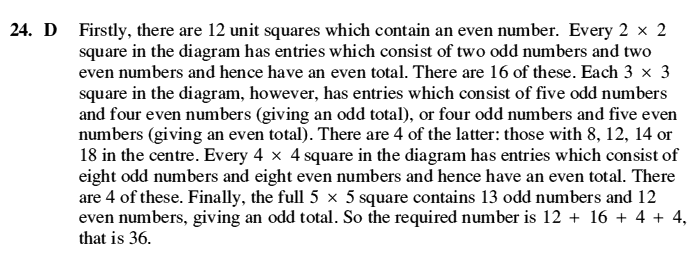 24. D Firstly, there are 12 unit squares which contain an even number. Every 2 × 2
square in the diagram has entries which consist of two odd numbers and two
even numbers and hence have an even total. There are 16 of these. Each 3 × 3
square in the diagram, however, has entries which consist of five odd numbers
and four even numbers (giving an odd total), or four odd numbers and five even
numbers (giving an even total). There are 4 of the latter: those with 8, 12, 14 or
18 in the centre. Every 4 × 4 square in the diagram has entries which consist of
eight odd numbers and eight even numbers and hence have an even total. There
are 4 of these. Finally, the full 5 × 5 square contains 13 odd numbers and 12
even numbers, giving an odd total. So the required number is 12 + 16 + 4 + 4,
that is 36.